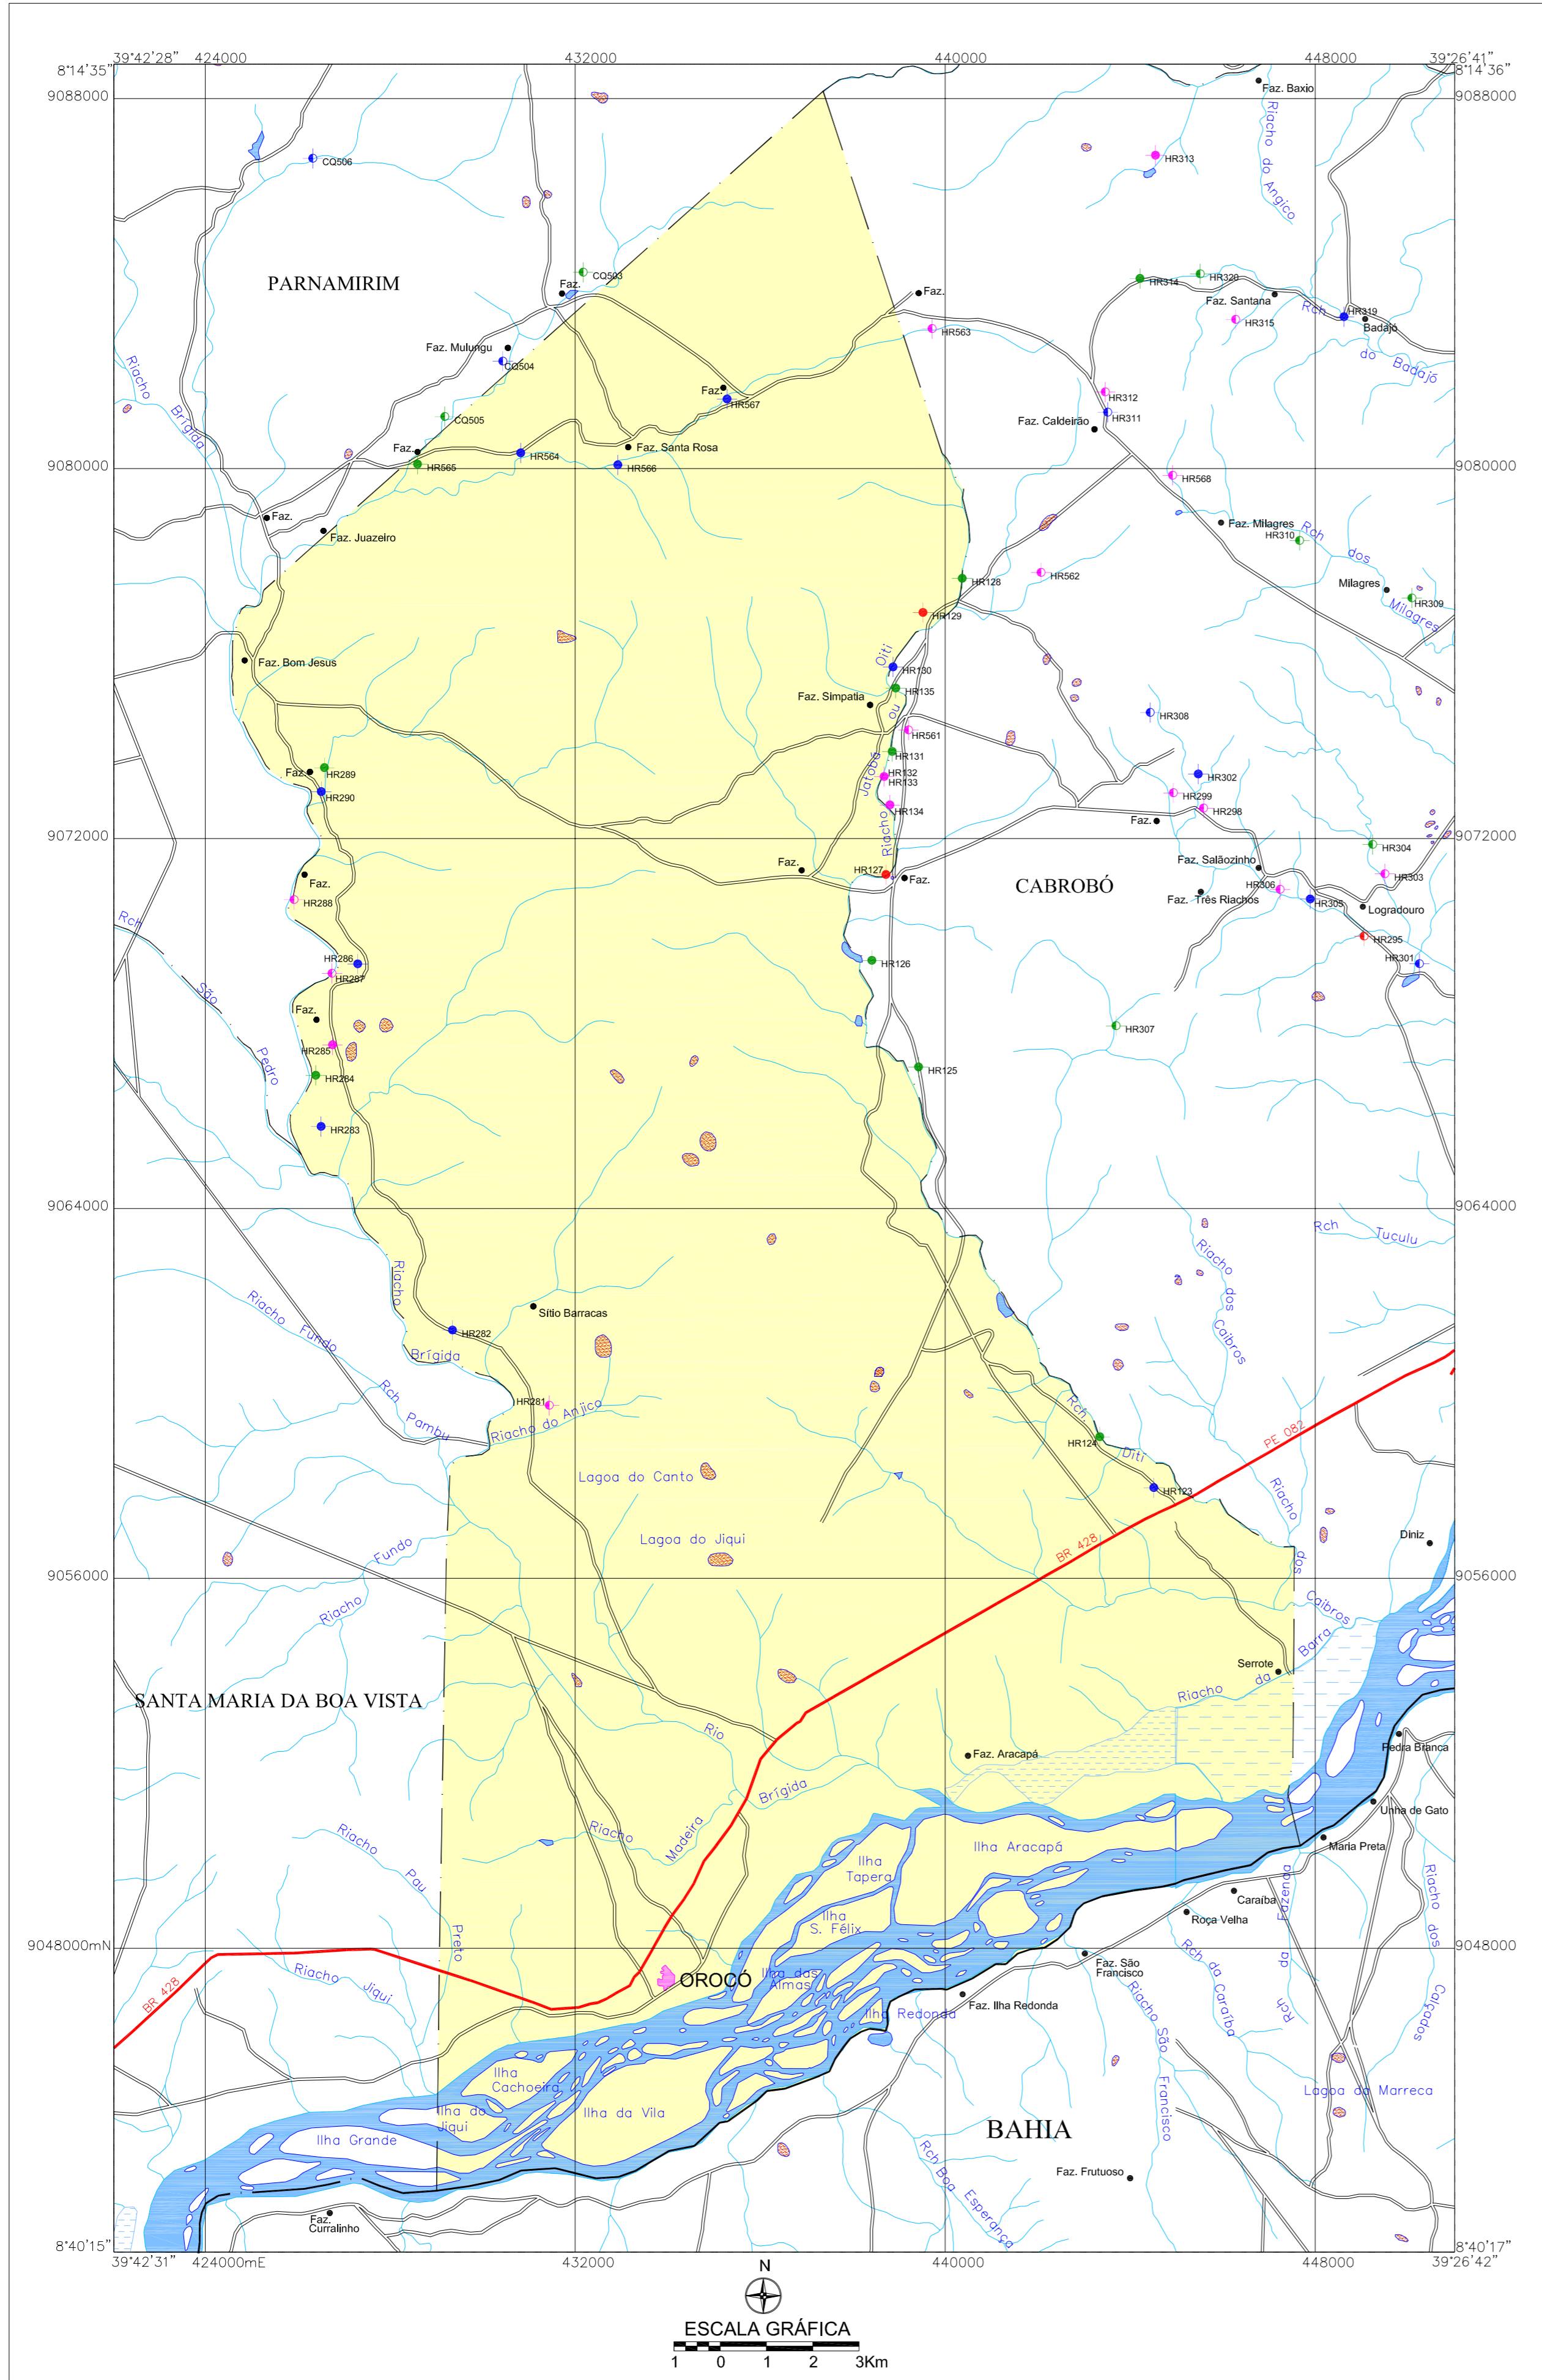 39°42'28" 424000 432000 440000 448000 39°26'41"
8°14'35" 8°14'36"
9088000 9088000
Faz. Baxio
Riacho do Angico
CQ506
HR313
PARNAMIRIM
CQ503
Faz.
Faz.
HR314
HR320
Faz. Santana
HR315
Rch
HR319
Badajó
do Badajó
HR563
Faz. Mulungu
CQ504
Riacho
Brígida
Faz.
HR567
HR312
HR311
Faz. Caldeirão
CQ505
Faz.
HR565
HR564
Faz. Santa Rosa
HR566
9080000 9080000
HR568
Faz.
Faz. Juazeiro
Faz. Milagres
HR310
Rch dos
Milagres
Milagres
HR309
HR128
HR562
HR129
Oiti
HR130
HR135
Faz. Bom Jesus
Faz. Simpatia
ou
HR561
HR308
HR131
Jatobá
HR132
HR133
HR134
Riacho
HR289
Faz.
HR290
HR302
HR299
HR298
Faz.
9072000 9072000
HR304
Faz. Salãozinho
HR303
HR306
Faz. Três Riachos
HR305
Logradouro
CABROBÓ
Faz.
HR127
Faz.
Faz.
HR288
HR295
HR301
Rch
São
Pedro
HR286
HR287
HR126
Faz.
HR307
HR285
HR284
HR125
HR283
9064000 9064000
Rch Tuculu
Riacho dos Caibros
Riacho
Riacho Fundo
Sítio Barracas
HR282
Brígida
Rch
Pambu
HR281
Riacho do Anjico
Rch.
HR124
Oiti
PE 082
Lagoa do Canto
HR123
Riacho
Lagoa do Jiqui
BR 428
Diniz
Fundo
dos
9056000 9056000
Riacho
Caibros
Barra
Serrote
da
Riacho
SANTA MARIA DA BOA VISTA
Rio
Faz. Aracapá
Pedra Branca
Brígida
Unha de Gato
Riacho
Madeira
Riacho
Pau
Ilha Aracapá
Maria Preta
Ilha
Tapera
Caraíba
Fazenda
Riacho dos
Ilha
S. Félix
Roça Velha
Preto
da
9048000mN 9048000
Faz. São
Francisco
Rch da Caraíba
Riacho Jiqui
OROCÓ
Ilha das
Almas
BR 428
Faz. Ilha Redonda
Rch
Ilha Redonda
Calçados
Riacho São Francisco
Ilha
Cachoeira
Lagoa da Marreca
Ilha do
Jiqui
Ilha da Vila
BAHIA
Ilha Grande
Rch Boa Esperança
Faz. Frutuoso
Faz.
Curralinho
8°40'15" 8°40'17"
39°42'31" 424000mE 432000 440000 448000 39°26'42"
N
ESCALA GRÁFICA
1 0 1 2 3Km